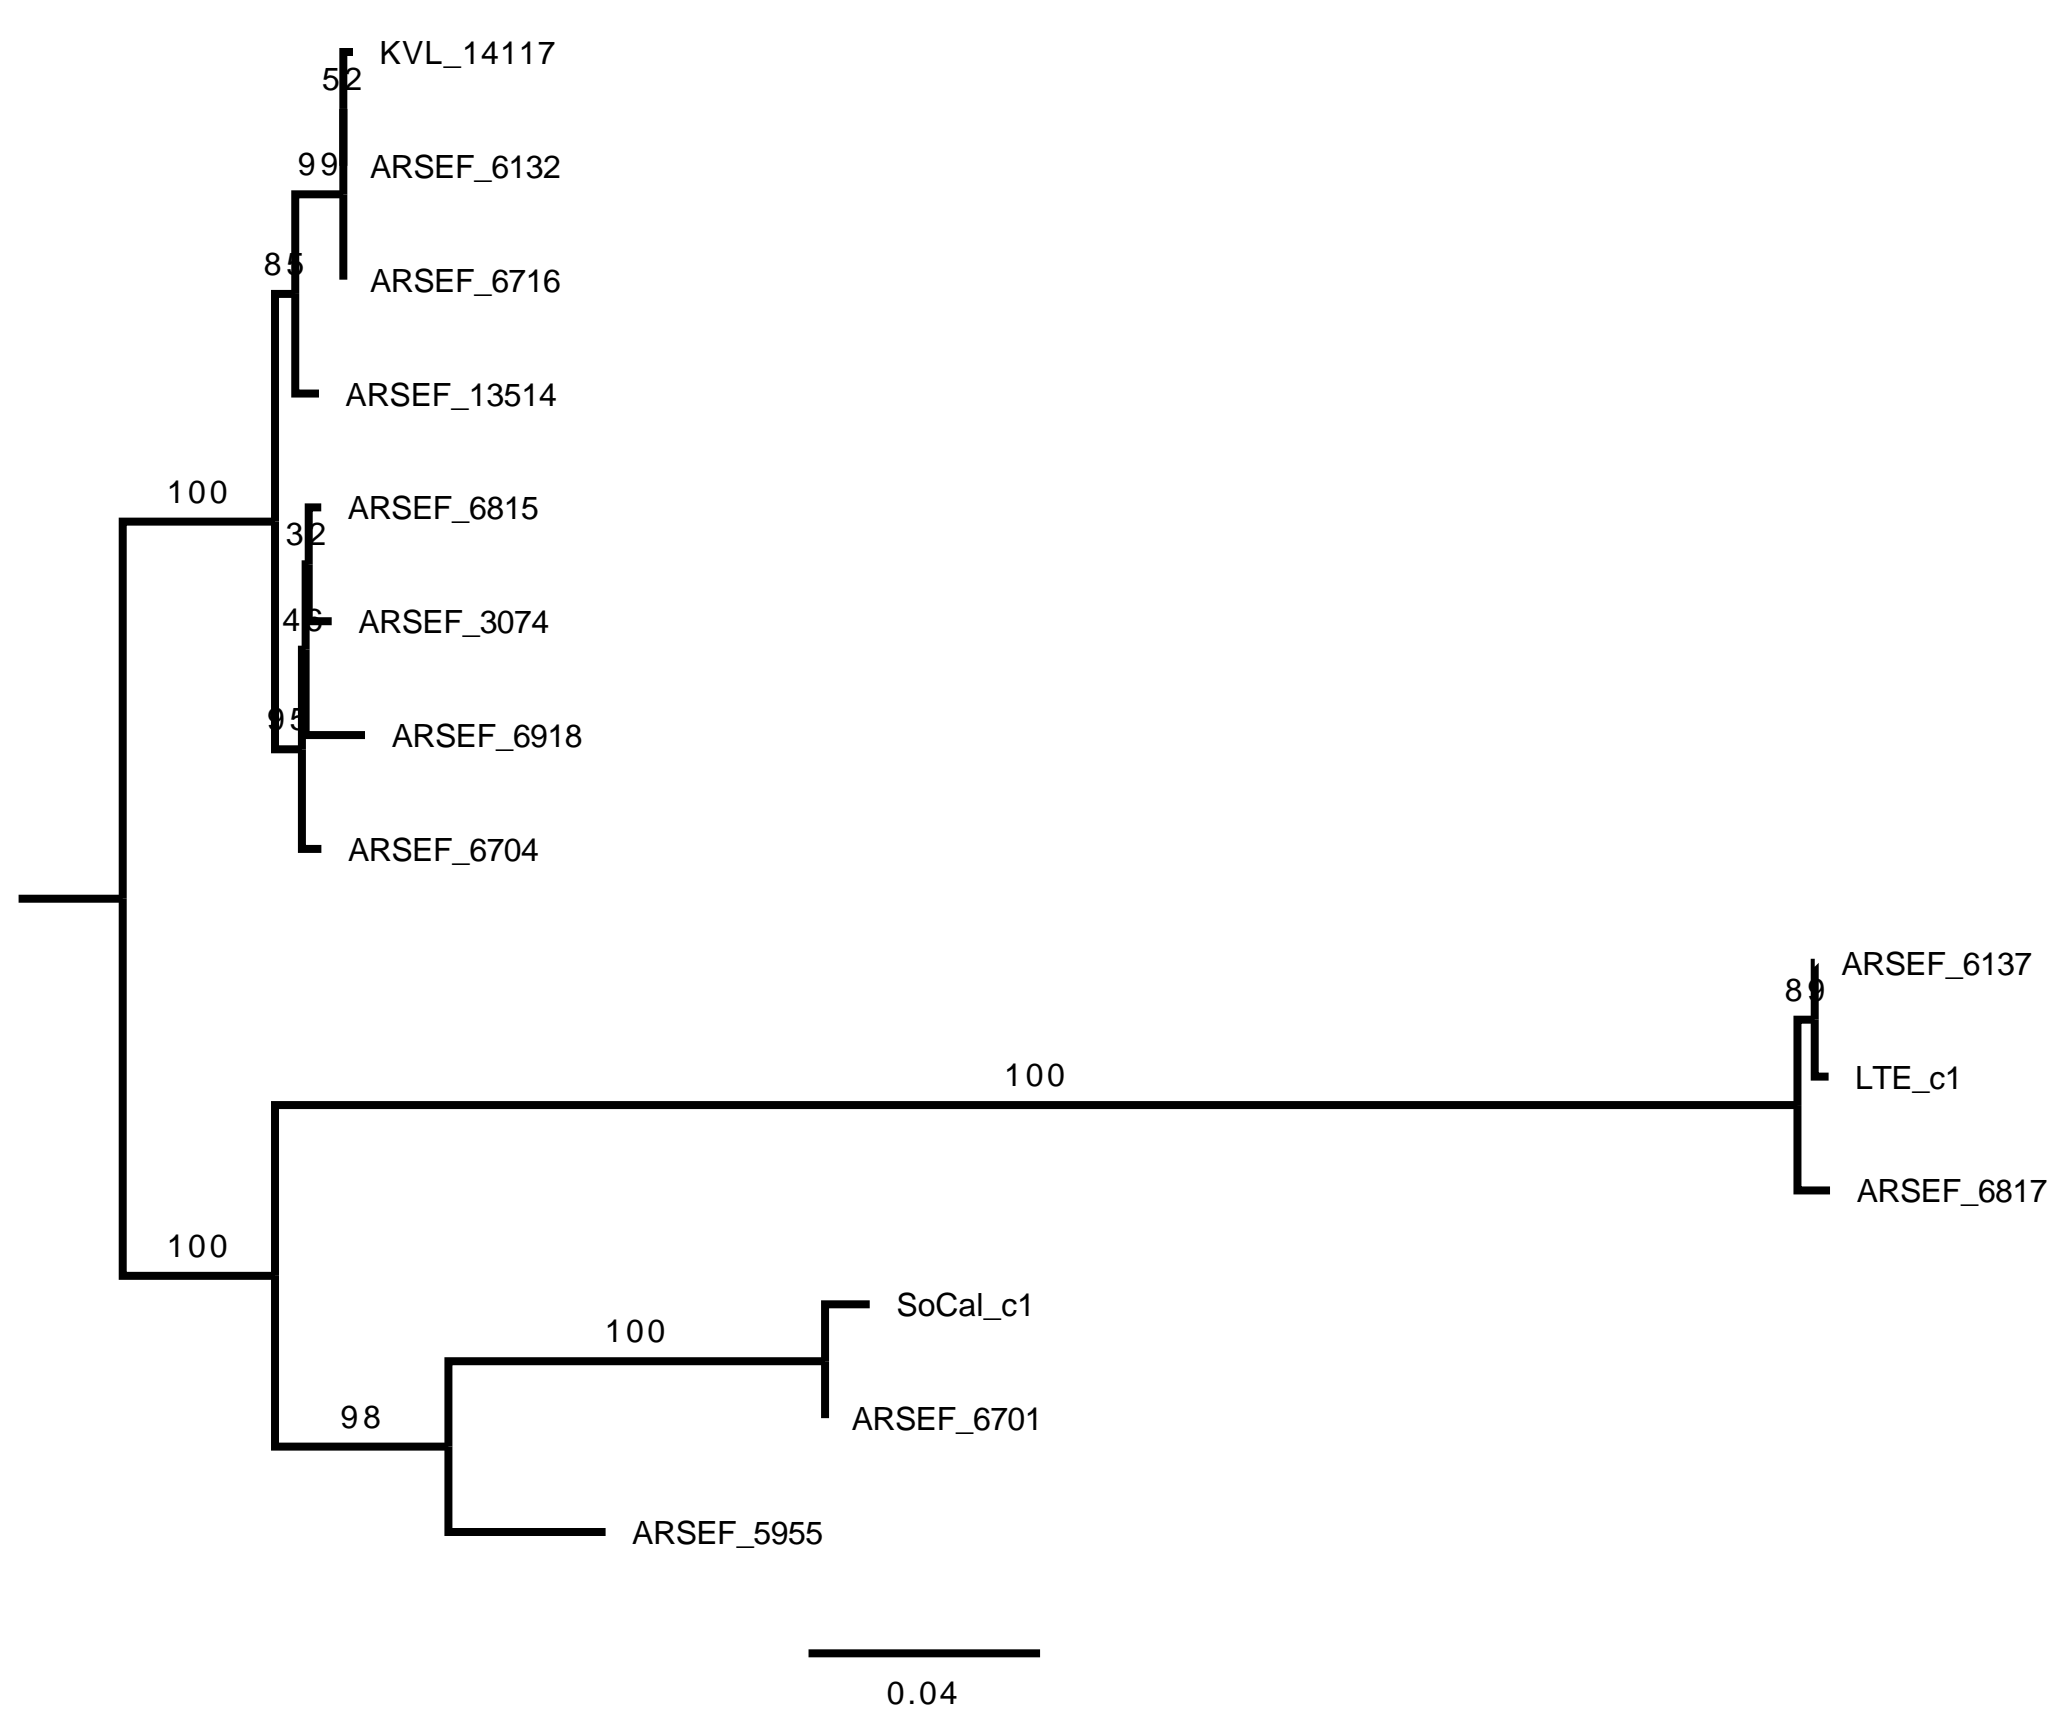 KVL_14117
52
99
ARSEF_6132
85
ARSEF_6716
ARSEF_13514
100
ARSEF_6815
32
46
ARSEF_3074
95
ARSEF_6918
ARSEF_6704
ARSEF_6137
89
100
LTE_c1
ARSEF_6817
100
SoCal_c1
100
98
ARSEF_6701
ARSEF_5955
0.04